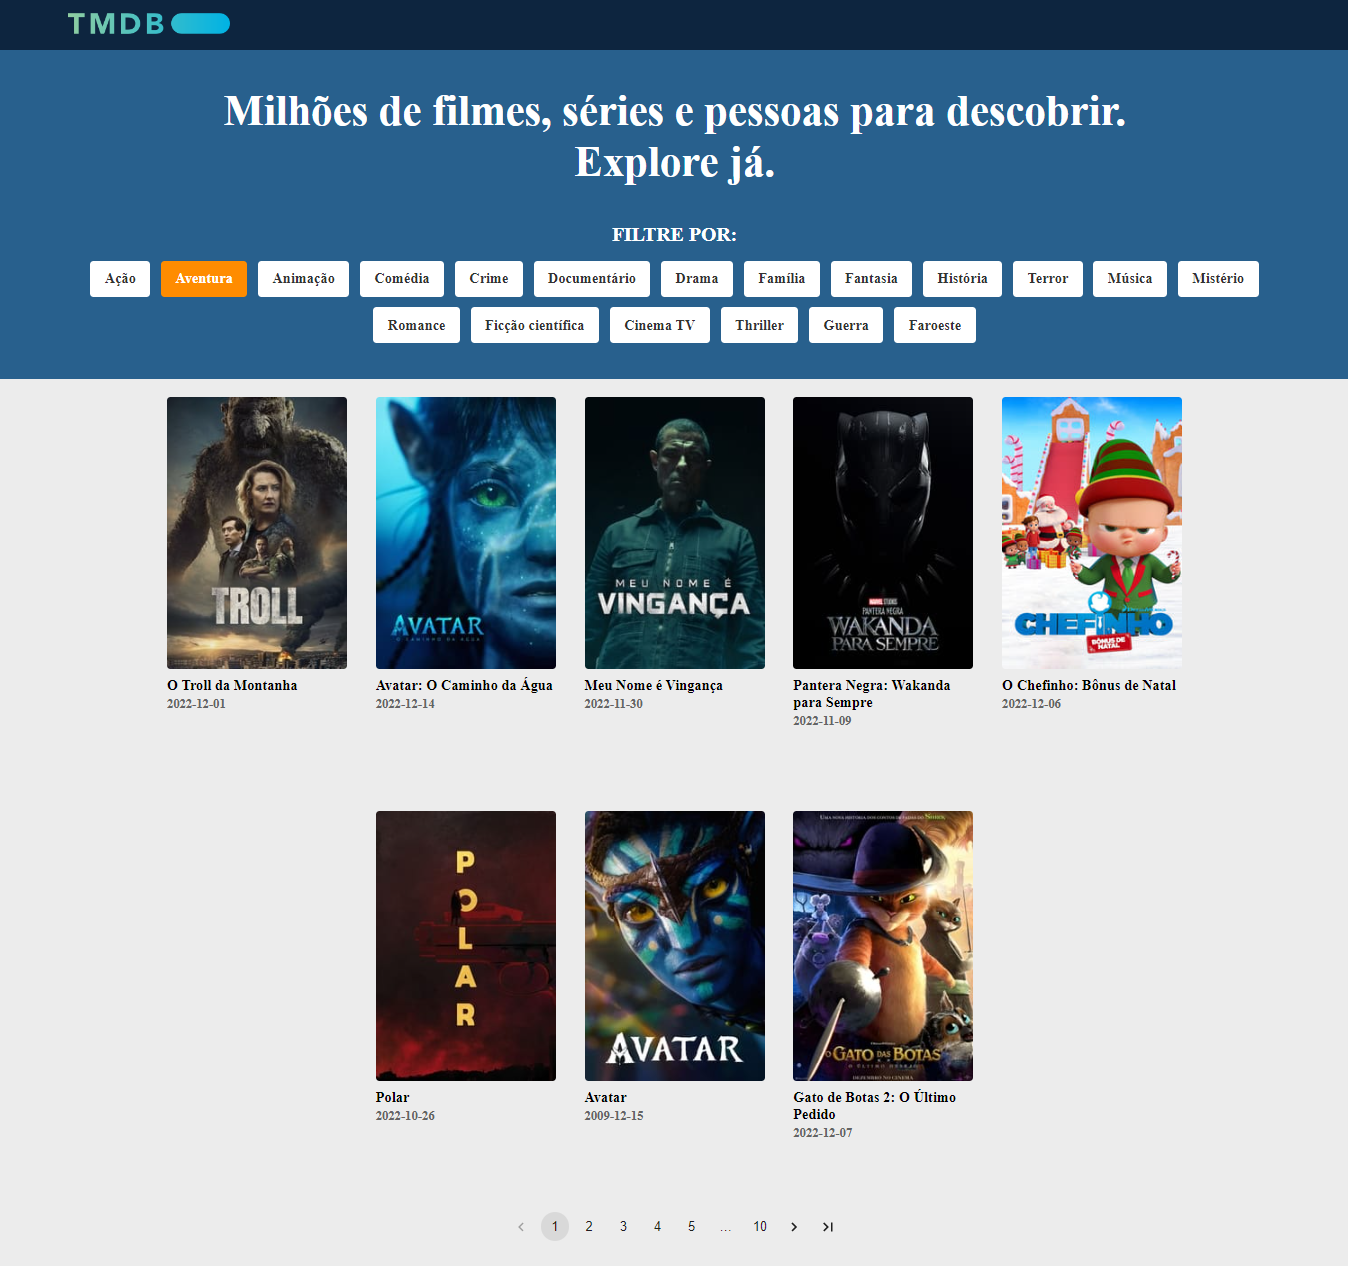 TMDB
Milhões de filmes, séries e pessoas para descobrir.
Explore já.
FILTRE POR:
Ação Aventura Animação Comédia Crime Documentário Drama Família Fantasia História Terror Música Mistério
Romance Ficção científica Cinema TV Thriller Guerra Faroeste
TROLL
AVATAR
O CAMINHO DA ÁGUA
MEU NOME É
VINGANÇA
MARVEL STUDIOS
PANTERA NEGRA
WAKANDA
PARA SEMPRE
CHEFINHO
BÔNUS DE
NATAL
O Troll da Montanha
2022-12-01
Avatar: O Caminho da Água
2022-12-14
Meu Nome é Vingança
2022-11-30
Pantera Negra: Wakanda
para Sempre
2022-11-09
O Chefinho: Bônus de Natal
2022-12-06
POLAR
AVATAR
O GATO DAS BOTAS
O ÚLTIMO
DEZEMBRO NO CINEMA
Polar
2022-10-26
Avatar
2009-12-15
Gato de Botas 2: O Último
Pedido
2022-12-07
1 2 3 4 5 ... 10